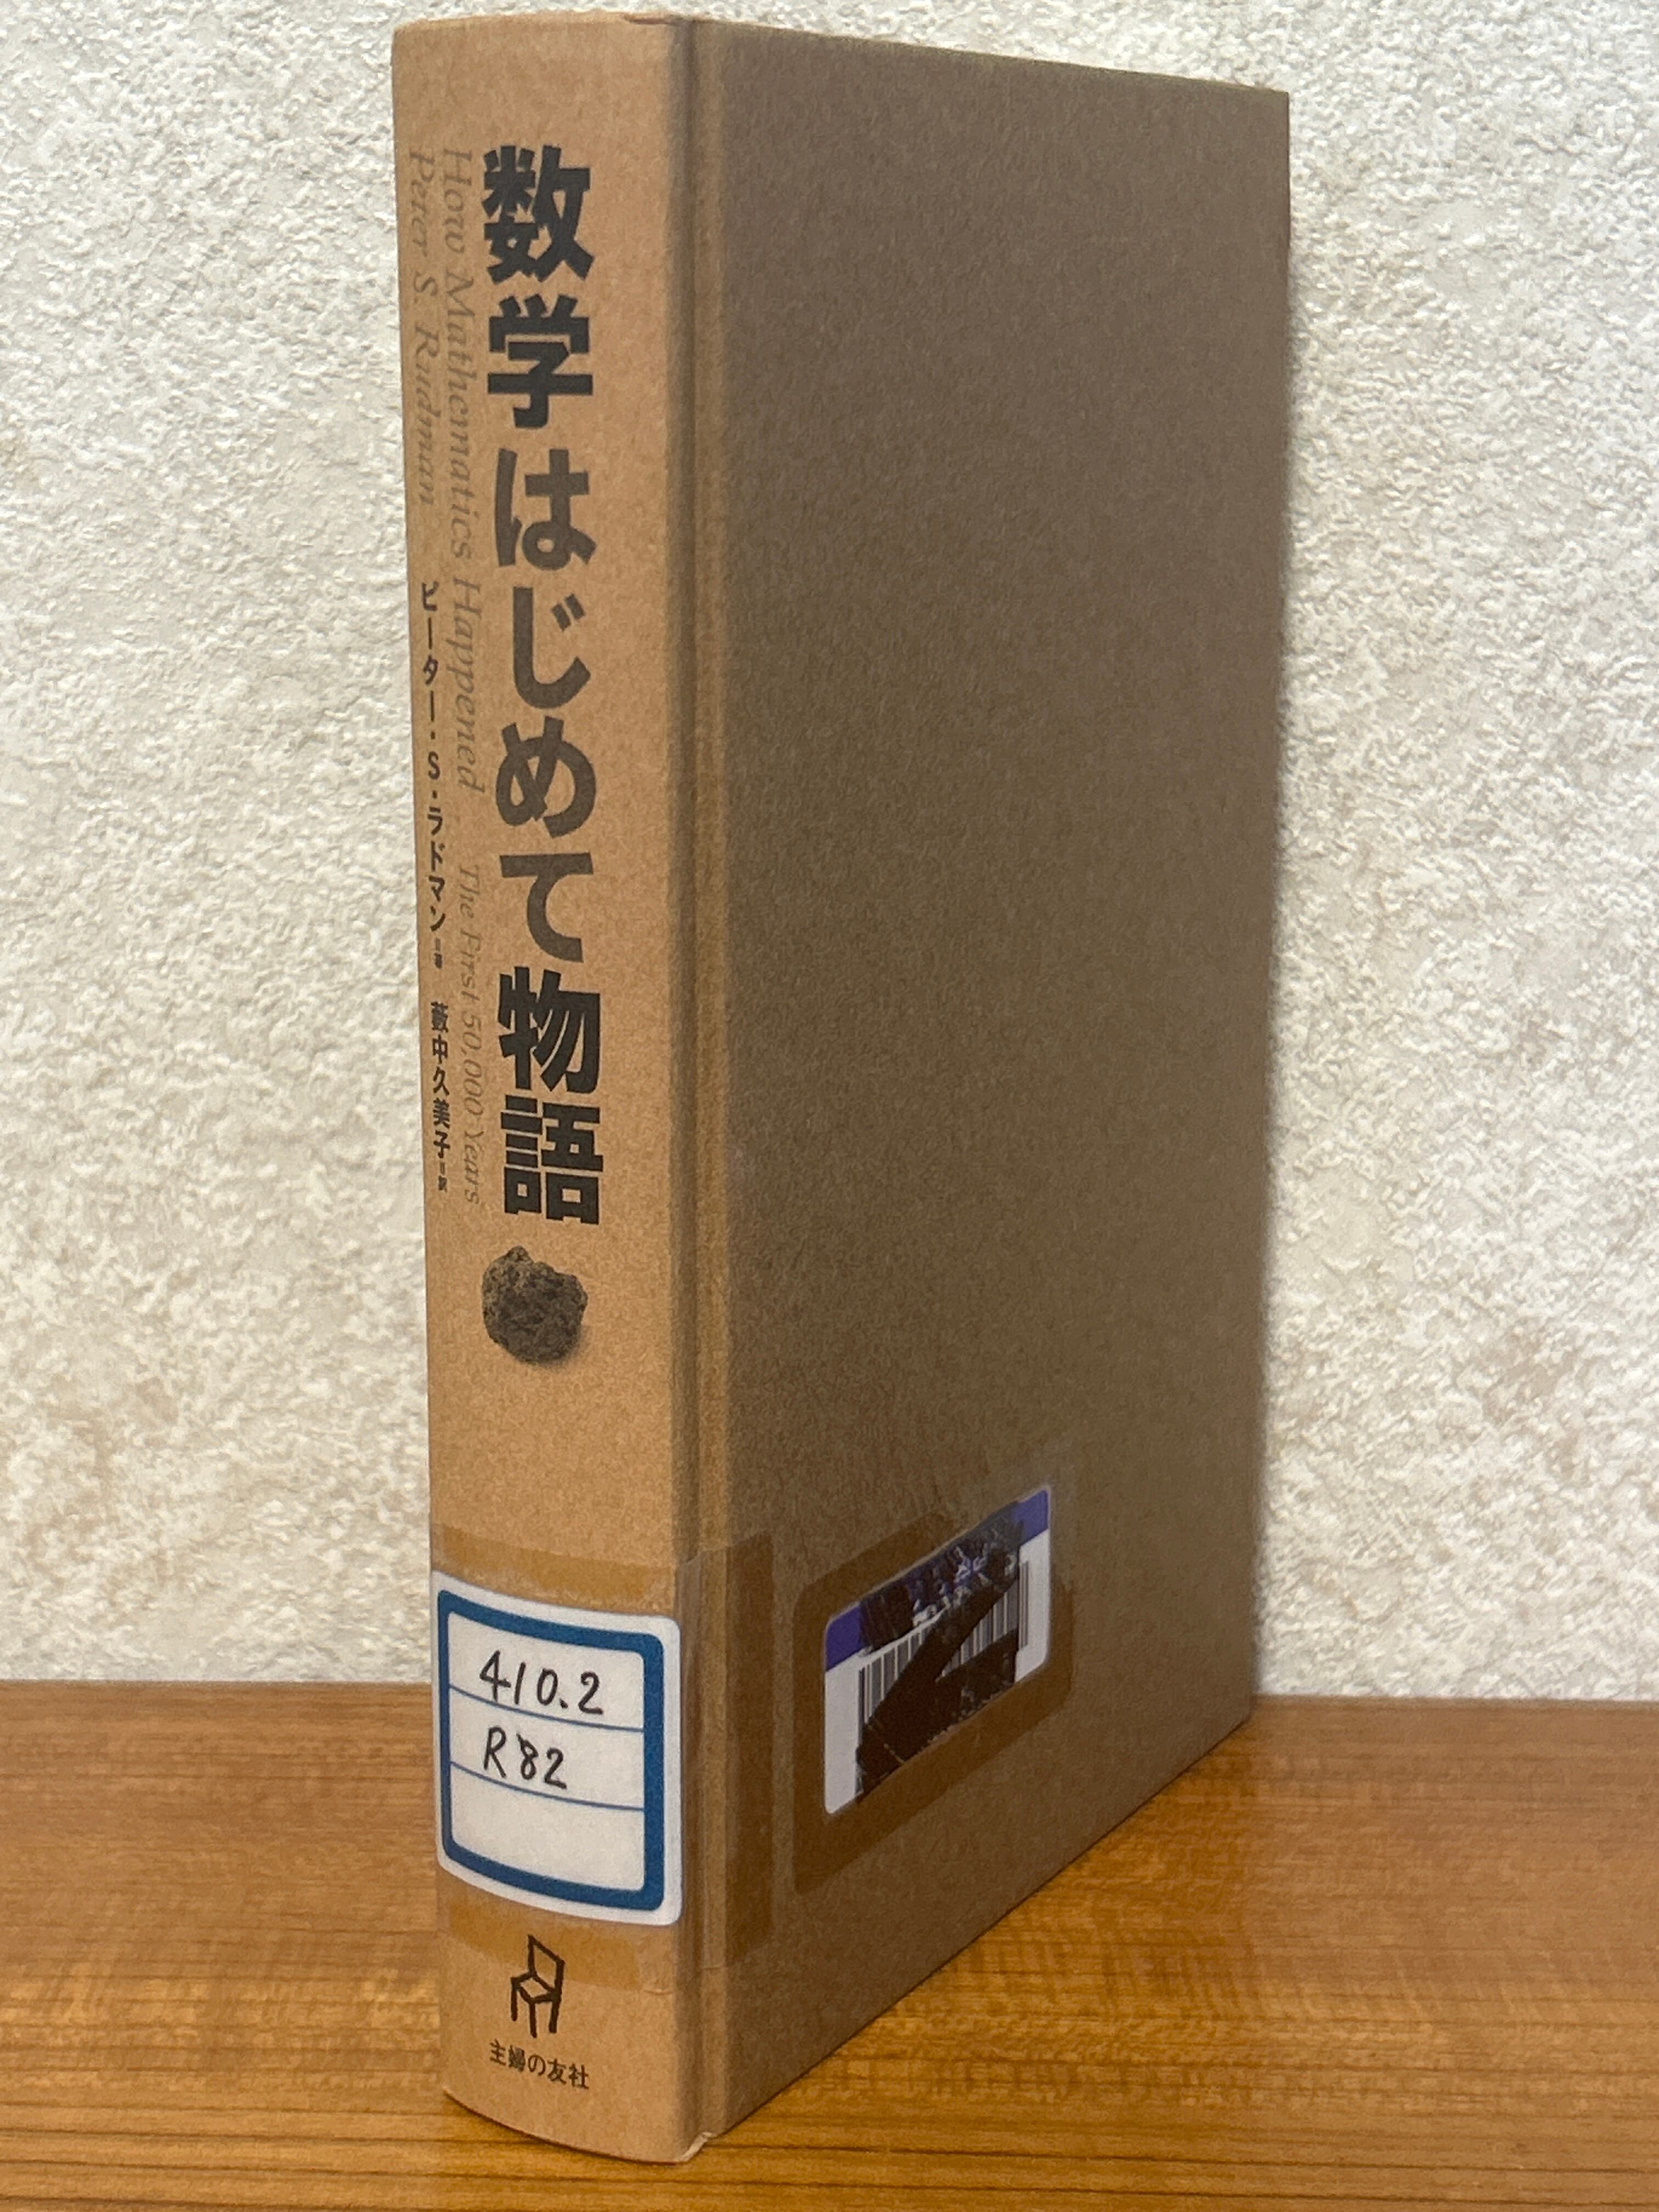 数学はじめて物語
How Mathematics Happened The First 50,000 Years
Peter S. Rudman
ピーター・S・ラドマン=著 藪中久美子=訳
410.2
R82
主婦の友社